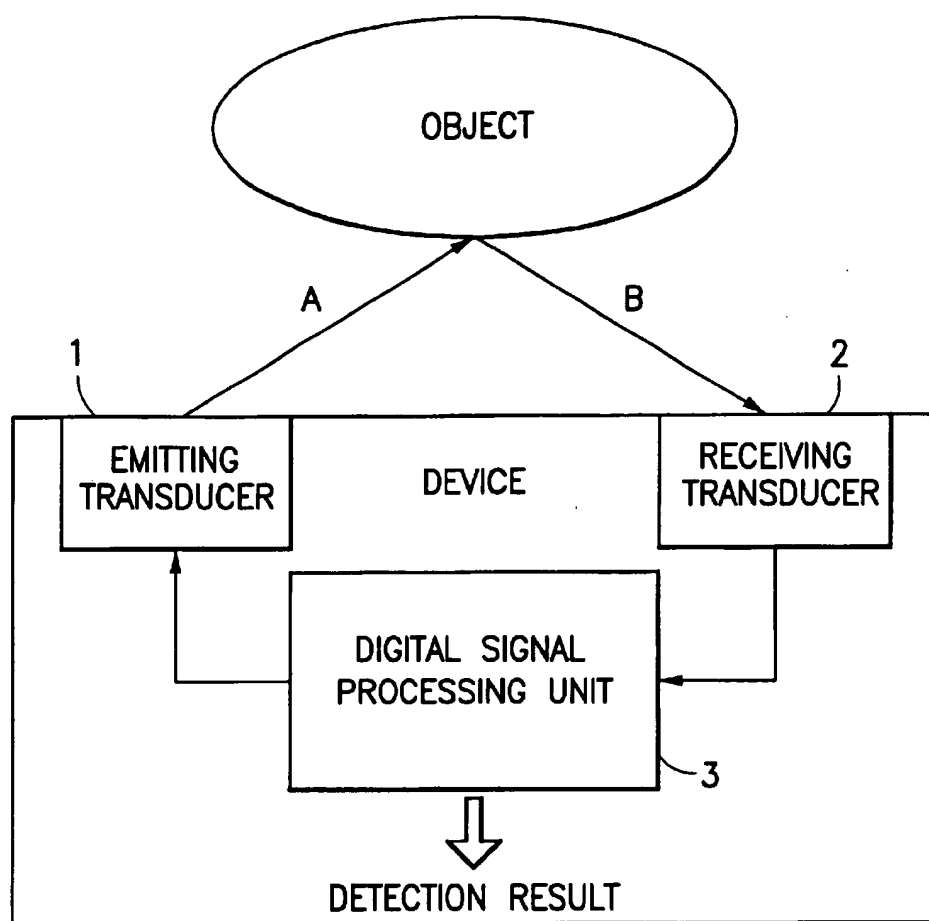 OBJECT
A
B
1
2
EMITTING
TRANSDUCER
DEVICE
RECEIVING
TRANSDUCER
DIGITAL SIGNAL
PROCESSING UNIT
3
DETECTION RESULT